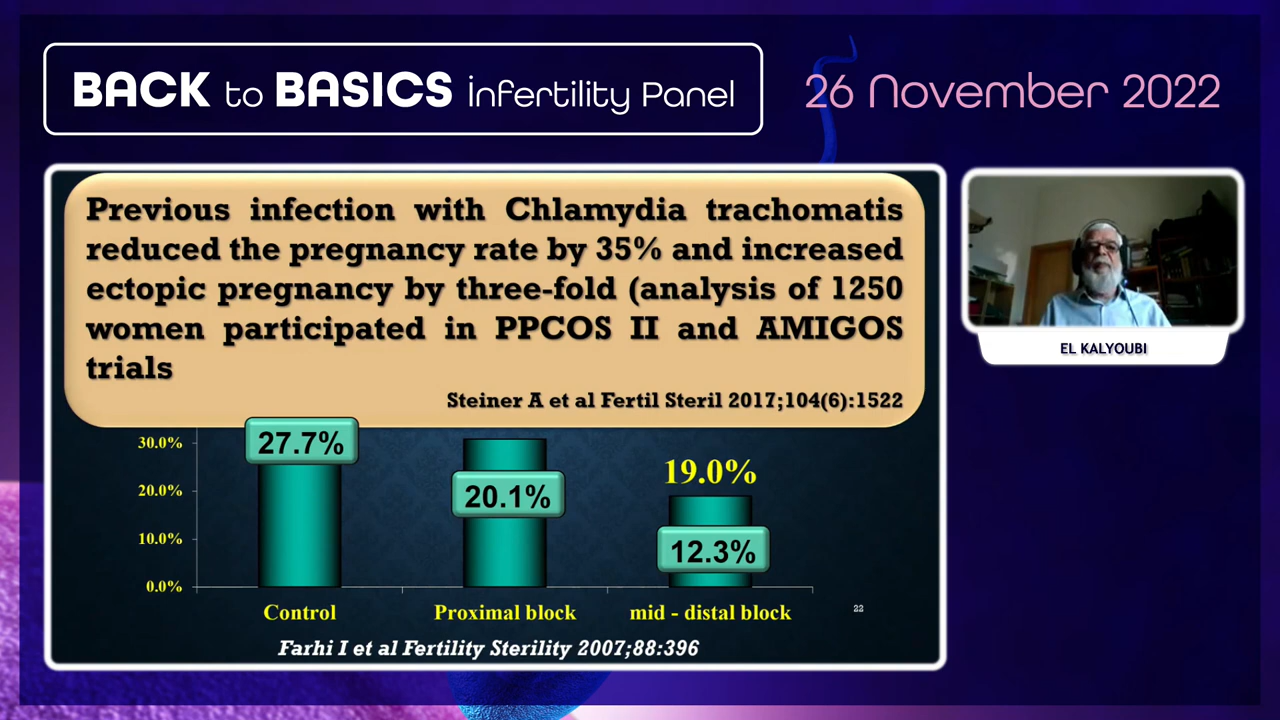 BACK to BASICS infertility Panel
26 November 2022
Previous infection with Chlamydia trachomatis
reduced the pregnancy rate by 35% and increased
ectopic pregnancy by three-fold (analysis of 1250
women participated in PPCOS II and AMIGOS
trials
Steiner A et al Fertil Steril 2017;104(6):1522
EL KALYOUBI
30.0%
27.7%
20.0%
20.1%
19.0%
10.0%
12.3%
0.0%
Control
Proximal block
mid - distal block
22
Farhi I et al Fertility Sterility 2007;88:396